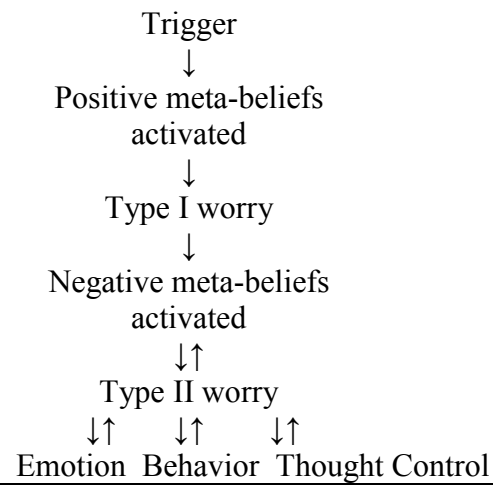 Trigger
↓
Positive meta-beliefs
activated
↓
Type I worry
↓
Negative meta-beliefs
activated
↓↑
Type II worry
↓↑ ↓↑ ↓↑
Emotion Behavior Thought Control